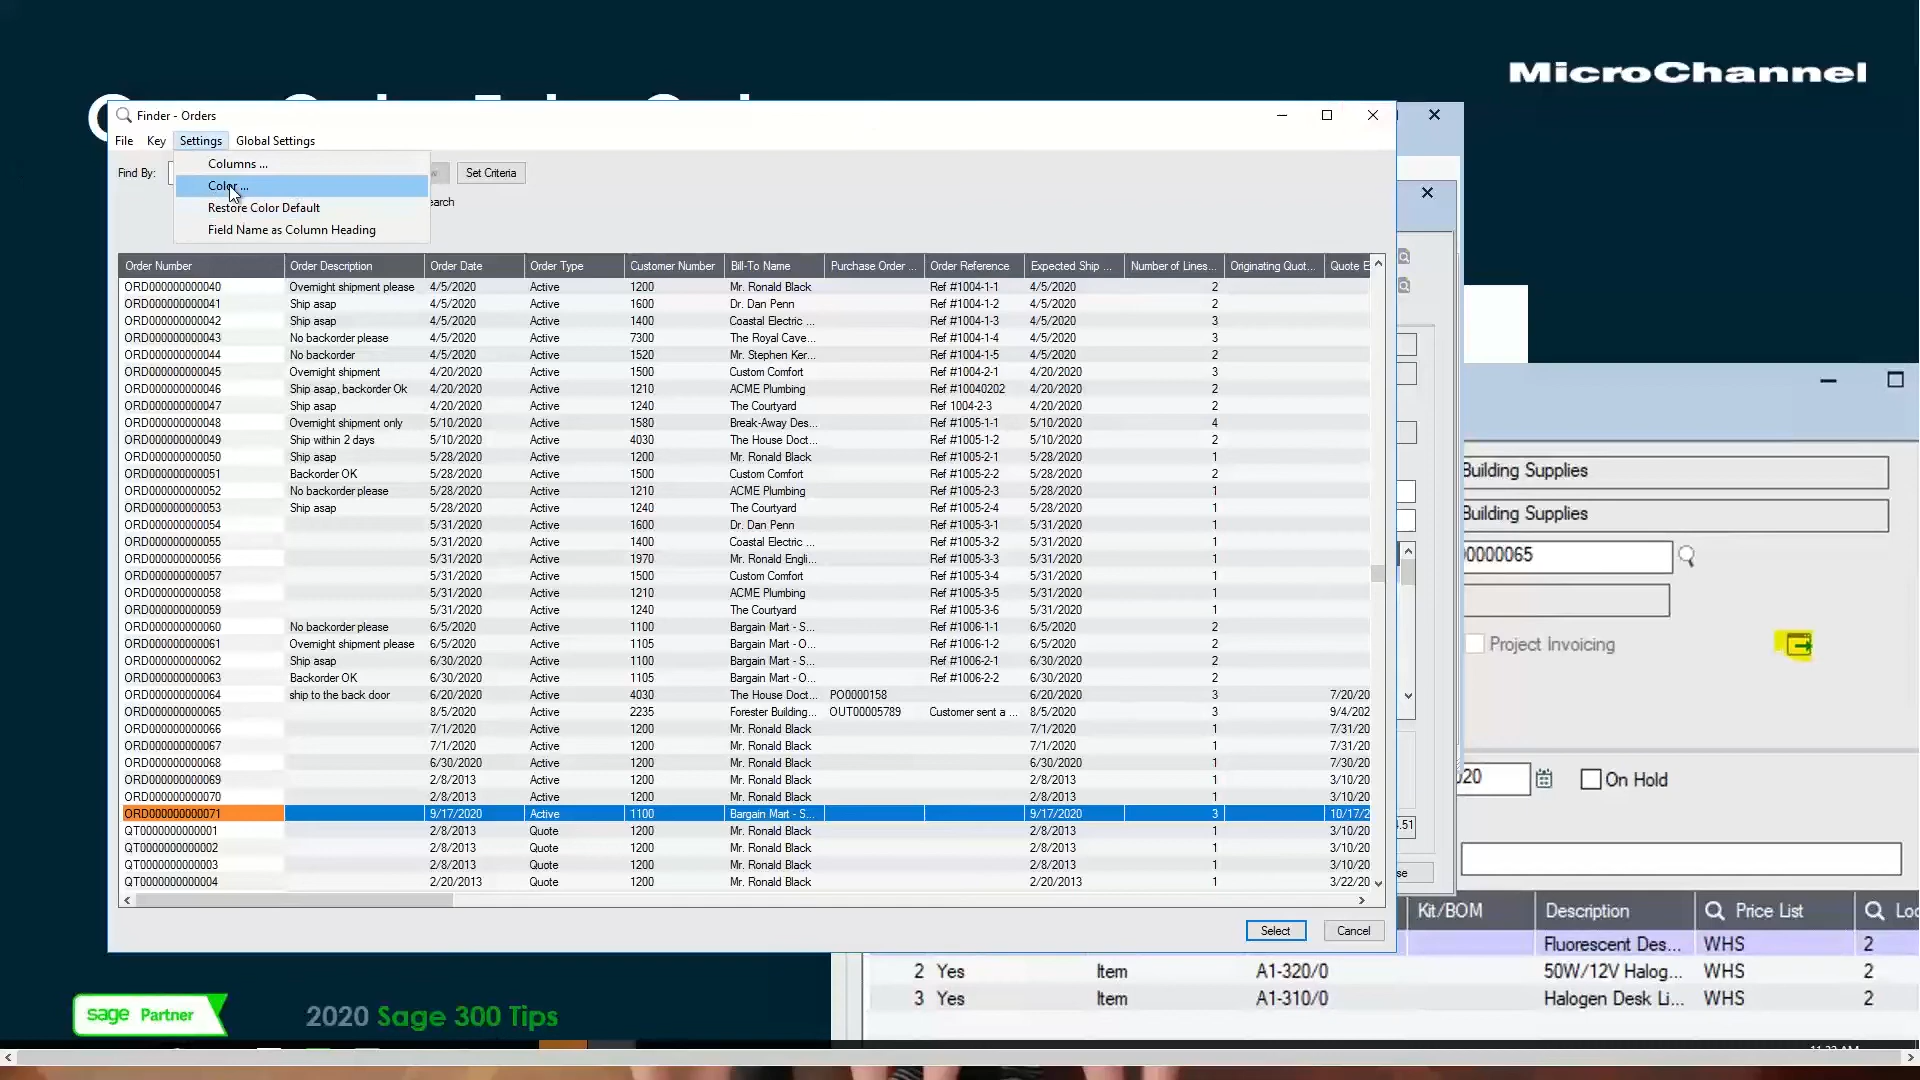 MicroChannel
Finder - Orders
File Key Settings Global Settings
Columns ...
Find By: Set Criteria
Color ...
Restore Color Default
Field Name as Column Heading
Order Number Order Description Order Date Order Type Customer Number Bill-To Name Purchase Order ... Order Reference Expected Ship ... Number of Lines... Originating Quot... Quote E
ORD000000000040 Overnight shipment please 4/5/2020 Active 1200 Mr. Ronald Black Ref #1004-1-1 4/5/2020 2
ORD000000000041 Ship asap 4/5/2020 Active 1600 Dr. Dan Penn Ref #1004-1-2 4/5/2020 2
ORD000000000042 Ship asap 4/5/2020 Active 1400 Coastal Electric ... Ref #1004-1-3 4/5/2020 3
ORD000000000043 No backorder please 4/5/2020 Active 7300 The Royal Cave... Ref #1004-1-4 4/5/2020 3
ORD000000000044 No backorder 4/5/2020 Active 1520 Mr. Stephen Ker... Ref #1004-1-5 4/5/2020 2
ORD000000000045 Overnight shipment 4/20/2020 Active 1500 Custom Comfort Ref #1004-2-1 4/20/2020 3
ORD000000000046 Ship asap, backorder Ok 4/20/2020 Active 1210 ACME Plumbing Ref #10040202 4/20/2020 2
ORD000000000047 Ship asap 4/20/2020 Active 1240 The Courtyard Ref 1004-2-3 4/20/2020 2
ORD000000000048 Overnight shipment only 5/10/2020 Active 1580 Break-Away Des... Ref #1005-1-1 5/10/2020 4
ORD000000000049 Ship within 2 days 5/10/2020 Active 4030 The House Doct... Ref #1005-1-2 5/10/2020 2
ORD000000000050 Ship asap 5/28/2020 Active 1200 Mr. Ronald Black Ref #1005-2-1 5/28/2020 1
ORD000000000051 Backorder OK 5/28/2020 Active 1500 Custom Comfort Ref #1005-2-2 5/28/2020 2
ORD000000000052 No backorder please 5/28/2020 Active 1210 ACME Plumbing Ref #1005-2-3 5/28/2020 1
ORD000000000053 Ship asap 5/28/2020 Active 1240 The Courtyard Ref #1005-2-4 5/28/2020 1
ORD000000000054 5/31/2020 Active 1600 Dr. Dan Penn Ref #1005-3-1 5/31/2020 1
ORD000000000055 5/31/2020 Active 1400 Coastal Electric ... Ref #1005-3-2 5/31/2020 1
ORD000000000056 5/31/2020 Active 1970 Mr. Ronald Engli... Ref #1005-3-3 5/31/2020 1
ORD000000000057 5/31/2020 Active 1500 Custom Comfort Ref #1005-3-4 5/31/2020 1
ORD000000000058 5/31/2020 Active 1210 ACME Plumbing Ref #1005-3-5 5/31/2020 1
ORD000000000059 5/31/2020 Active 1240 The Courtyard Ref #1005-3-6 5/31/2020 1
ORD000000000060 No backorder please 6/5/2020 Active 1100 Bargain Mart - S... Ref #1006-1-1 6/5/2020 2
ORD000000000061 Overnight shipment please 6/5/2020 Active 1105 Bargain Mart - O... Ref #1006-1-2 6/5/2020 2
ORD000000000062 Ship asap 6/30/2020 Active 1100 Bargain Mart - S... Ref #1006-2-1 6/30/2020 2
ORD000000000063 Backorder OK 6/30/2020 Active 1105 Bargain Mart - O... Ref #1006-2-2 6/30/2020 2
ORD000000000064 ship to the back door 6/20/2020 Active 4030 The House Doct... PO0000158 6/20/2020 3 7/20/20
ORD000000000065 8/5/2020 Active 2235 Forester Building... OUT00005789 Customer sent a ... 8/5/2020 3 9/4/202
ORD000000000066 7/1/2020 Active 1200 Mr. Ronald Black 7/1/2020 1 7/31/20
ORD000000000067 7/1/2020 Active 1200 Mr. Ronald Black 7/1/2020 1 7/31/20
ORD000000000068 6/30/2020 Active 1200 Mr. Ronald Black 6/30/2020 1 7/30/20
ORD000000000069 2/8/2013 Active 1200 Mr. Ronald Black 2/8/2013 1 3/10/20
ORD000000000070 2/8/2013 Active 1200 Mr. Ronald Black 2/8/2013 1 3/10/20
ORD000000000071 9/17/2020 Active 1100 Bargain Mart - S... 9/17/2020 3 10/17/2
QT0000000000001 2/8/2013 Quote 1200 Mr. Ronald Black 2/8/2013 1 3/10/20
QT0000000000002 2/8/2013 Quote 1200 Mr. Ronald Black 2/8/2013 1 3/10/20
QT0000000000003 2/8/2013 Quote 1200 Mr. Ronald Black 2/8/2013 1 3/10/20
QT0000000000004 2/20/2013 Quote 1200 Mr. Ronald Black 2/20/2013 1 3/22/20
Select Cancel
Building Supplies
Building Supplies
0000065
Project Invoicing
On Hold
Kit/BOM Description Price List Loc
Fluorescent Des... WHS 2
2 Yes Item A1-320/0 50W/12V Halog... WHS 2
3 Yes Item A1-310/0 Halogen Desk Li... WHS 2
sage Partner
2020 Sage 300 Tips